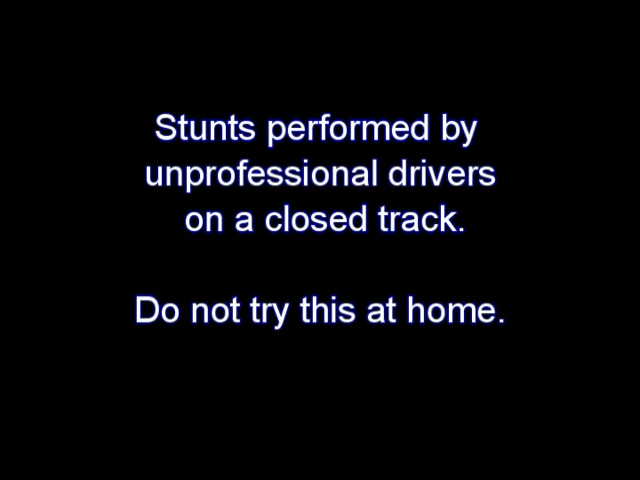 Stunts performed by
unprofessional drivers
on a closed track.
Do not try this at home.